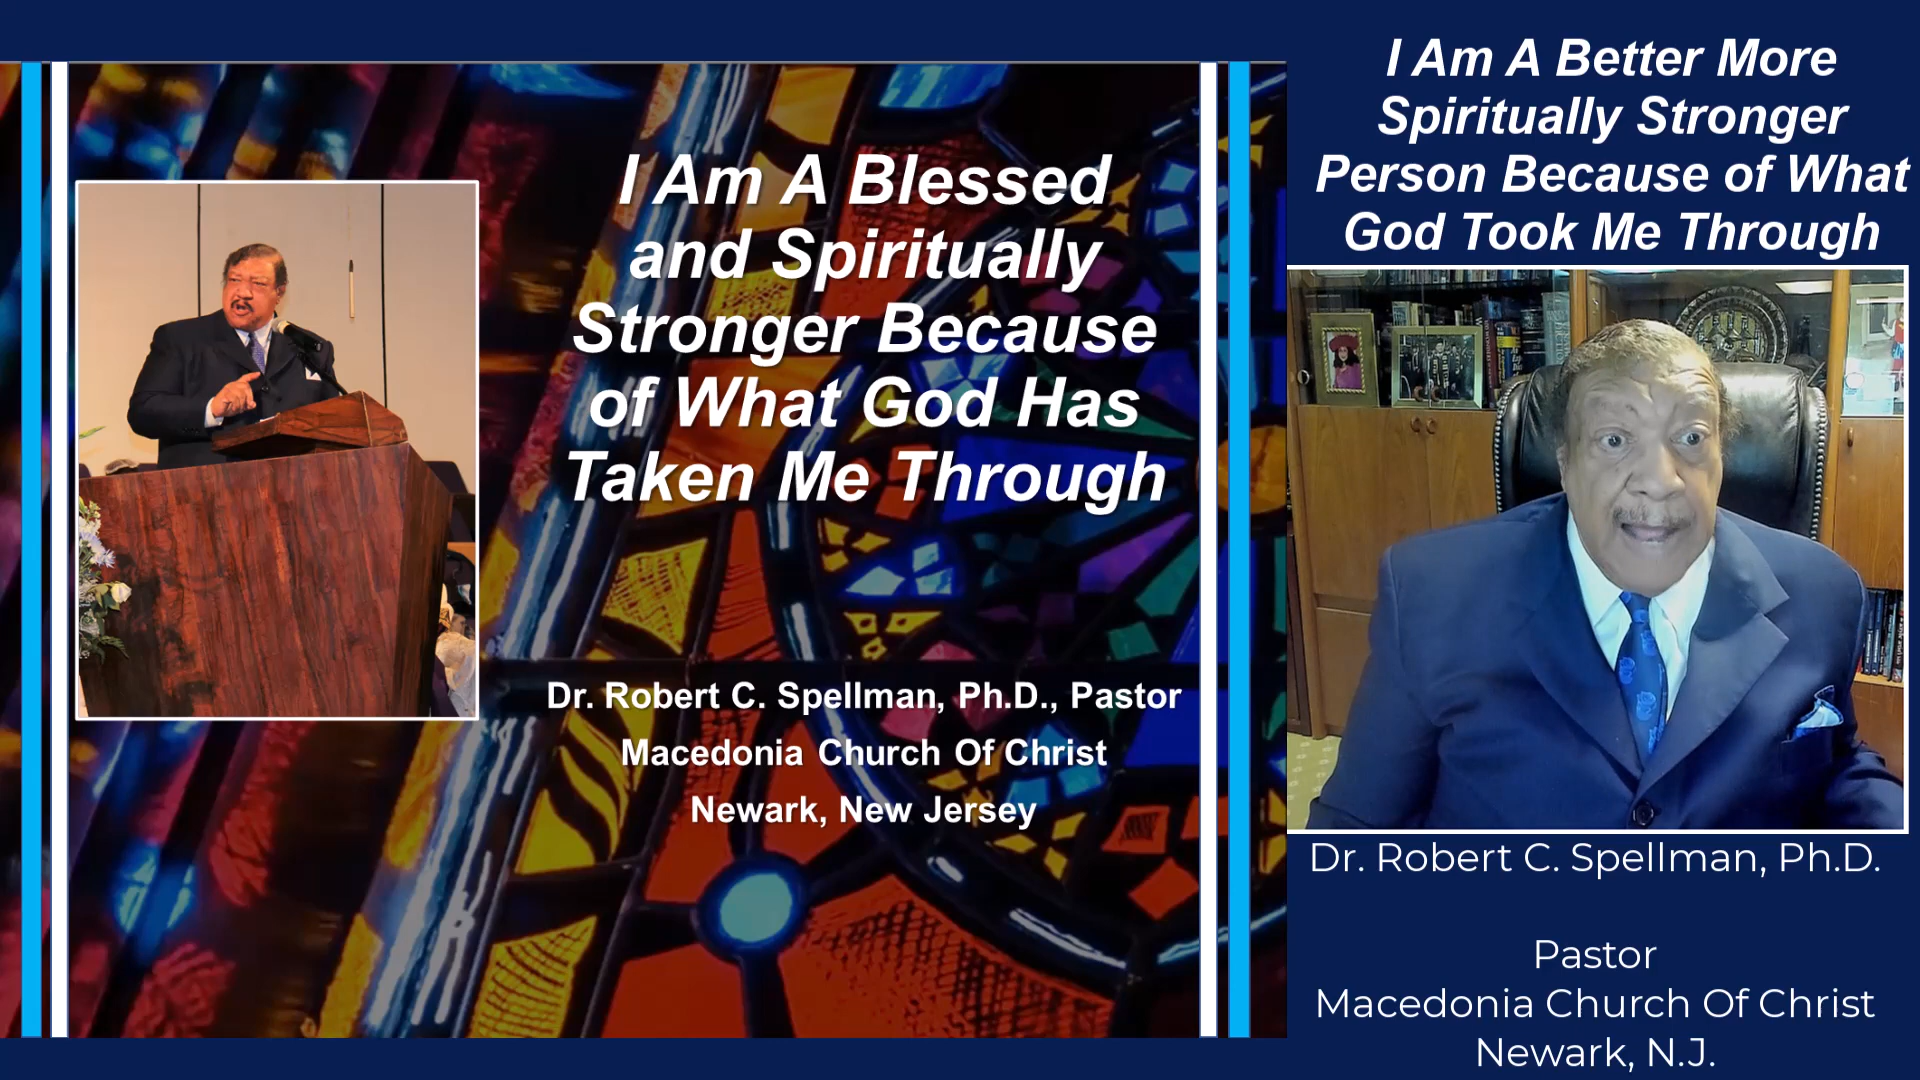 I Am A Blessed
and Spiritually
Stronger Because
of What God Has
Taken Me Through
Dr. Robert C. Spellman, Ph.D., Pastor
Macedonia Church Of Christ
Newark, New Jersey
I Am A Better More
Spiritually Stronger
Person Because of What
God Took Me Through
Dr. Robert C. Spellman, Ph.D.
Pastor
Macedonia Church Of Christ
Newark, N.J.